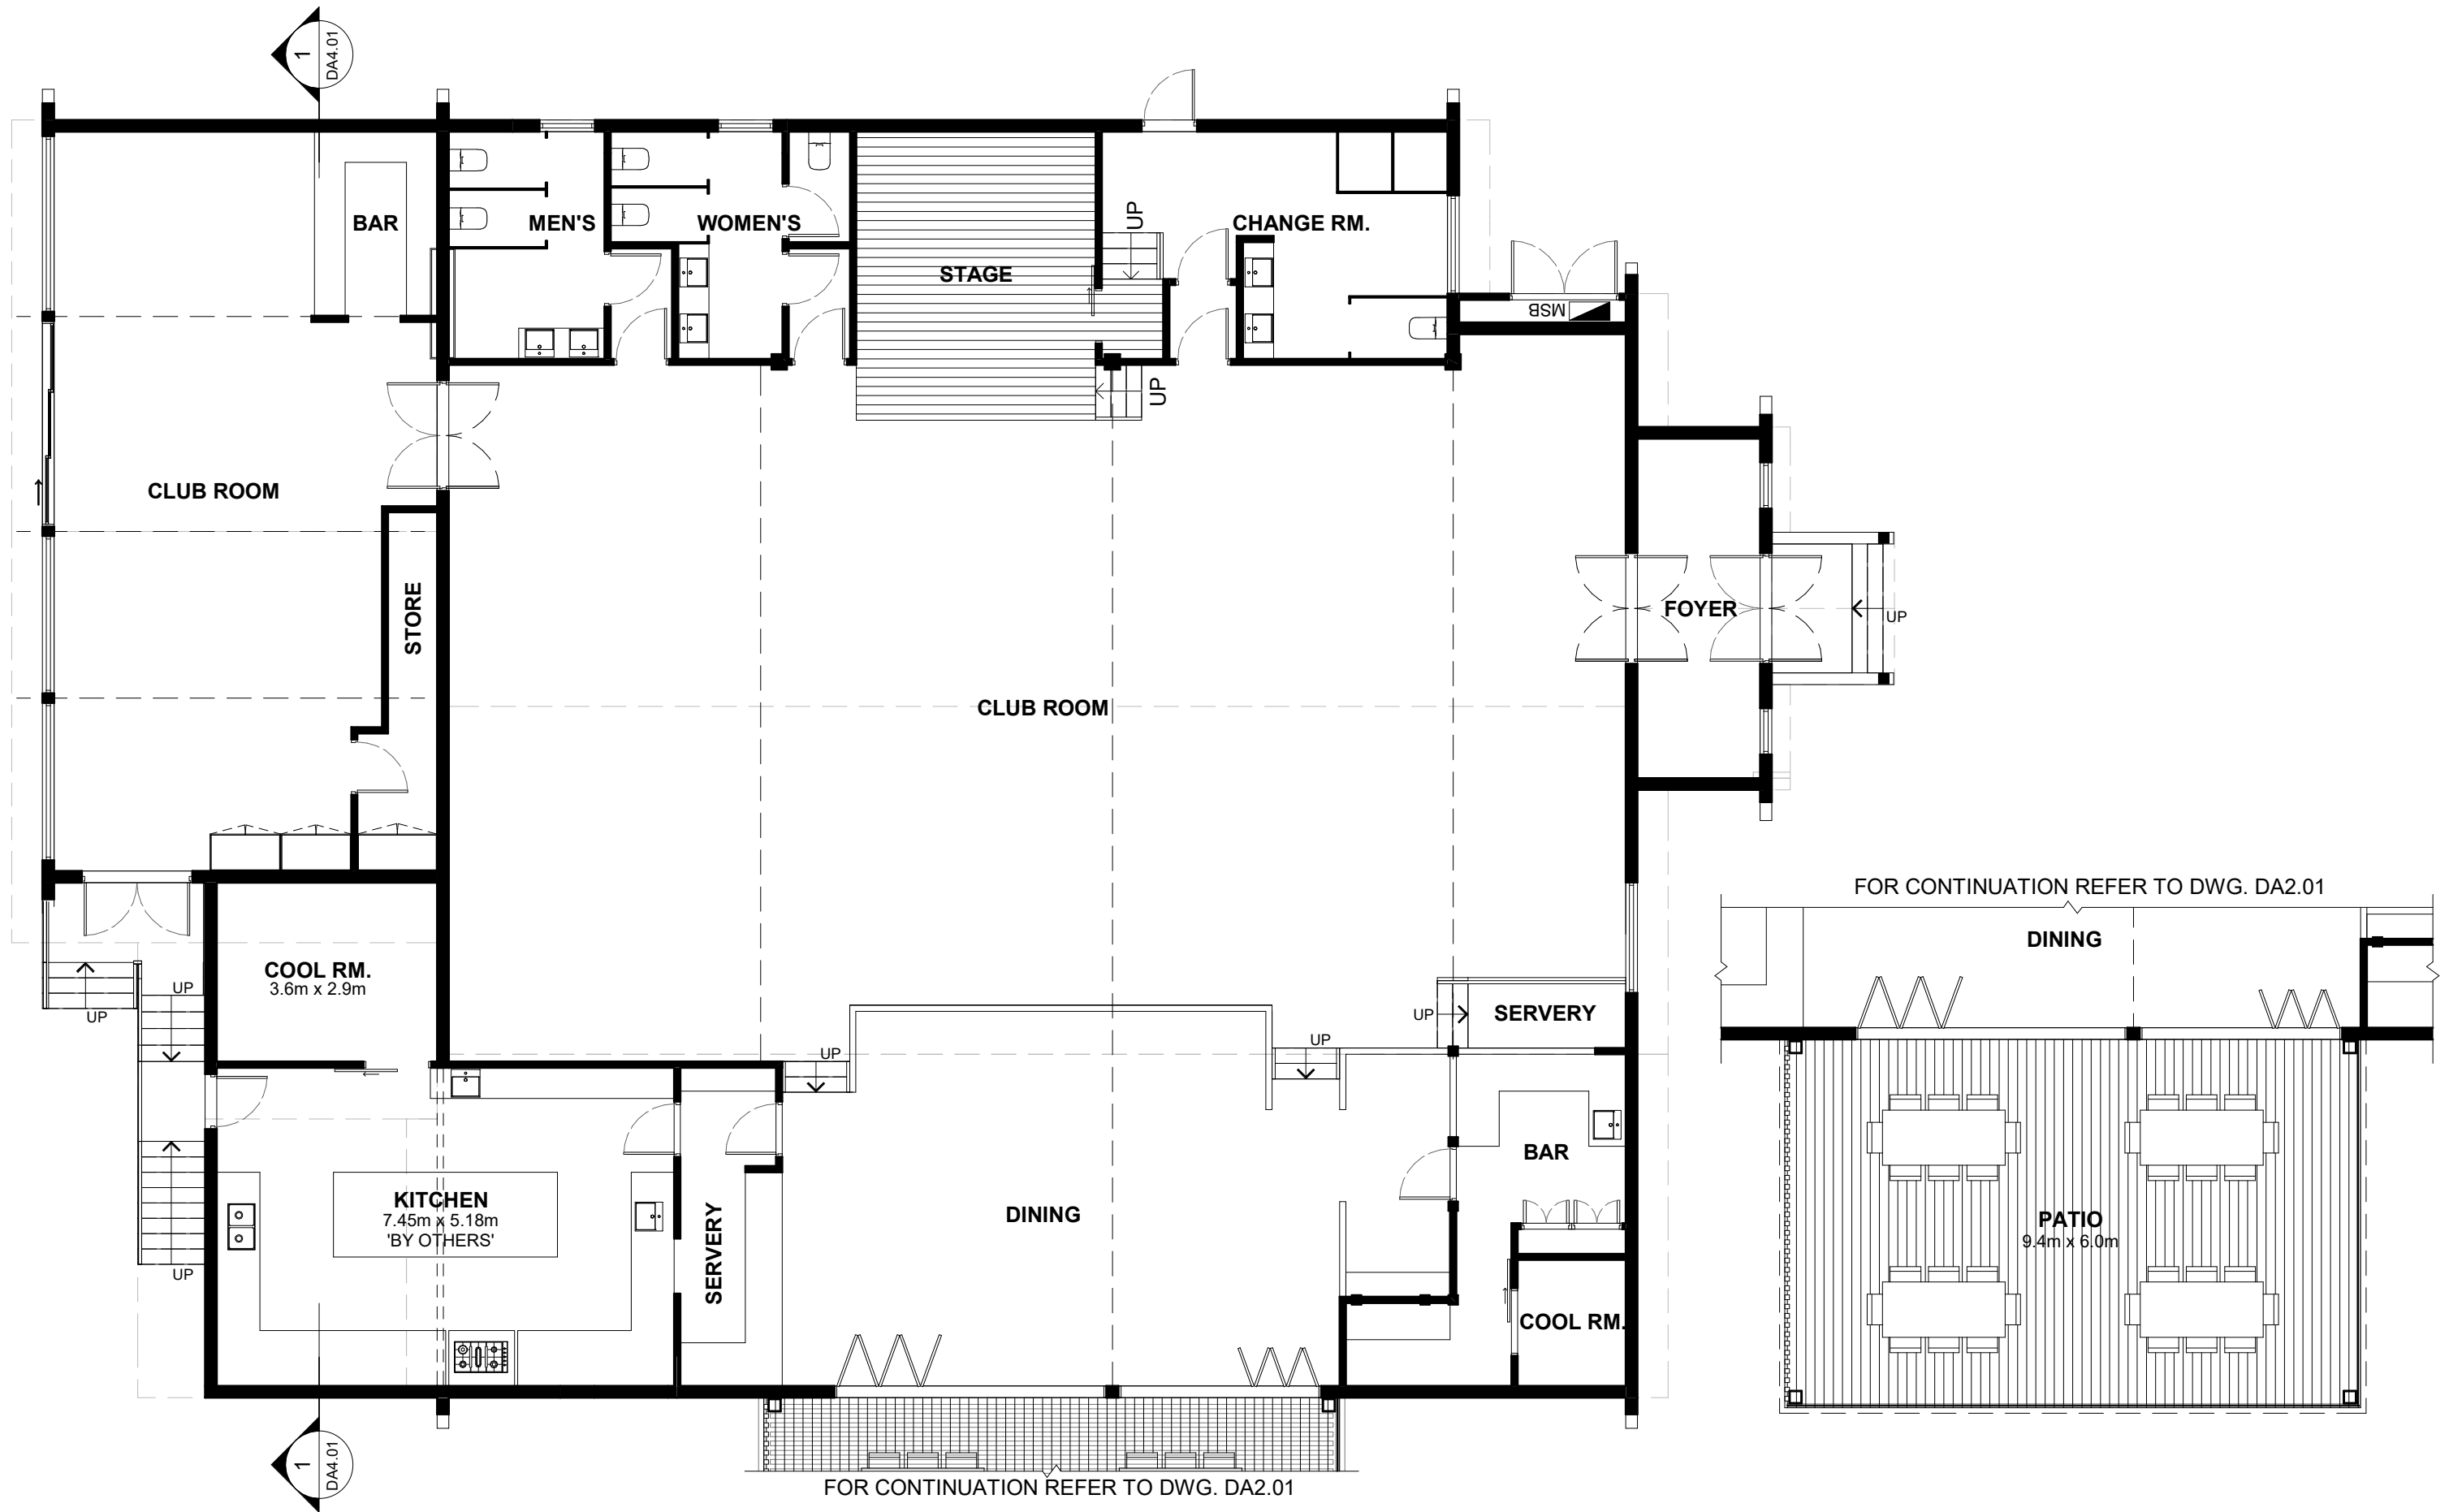 1
DA4.01
BAR
MEN'S
WOMEN'S
STAGE
UP
CHANGE RM.
MSB
UP
CLUB ROOM
STORE
FOYER
UP
CLUB ROOM
FOR CONTINUATION REFER TO DWG. DA2.01
DINING
COOL RM.
3.6m x 2.9m
UP
UP
UP
SERVERY
UP
UP
BAR
KITCHEN
7.45m x 5.18m
'BY OTHERS'
SERVERY
DINING
PATIO
9.4m x 6.0m
UP
COOL RM.
1
DA4.01
FOR CONTINUATION REFER TO DWG. DA2.01